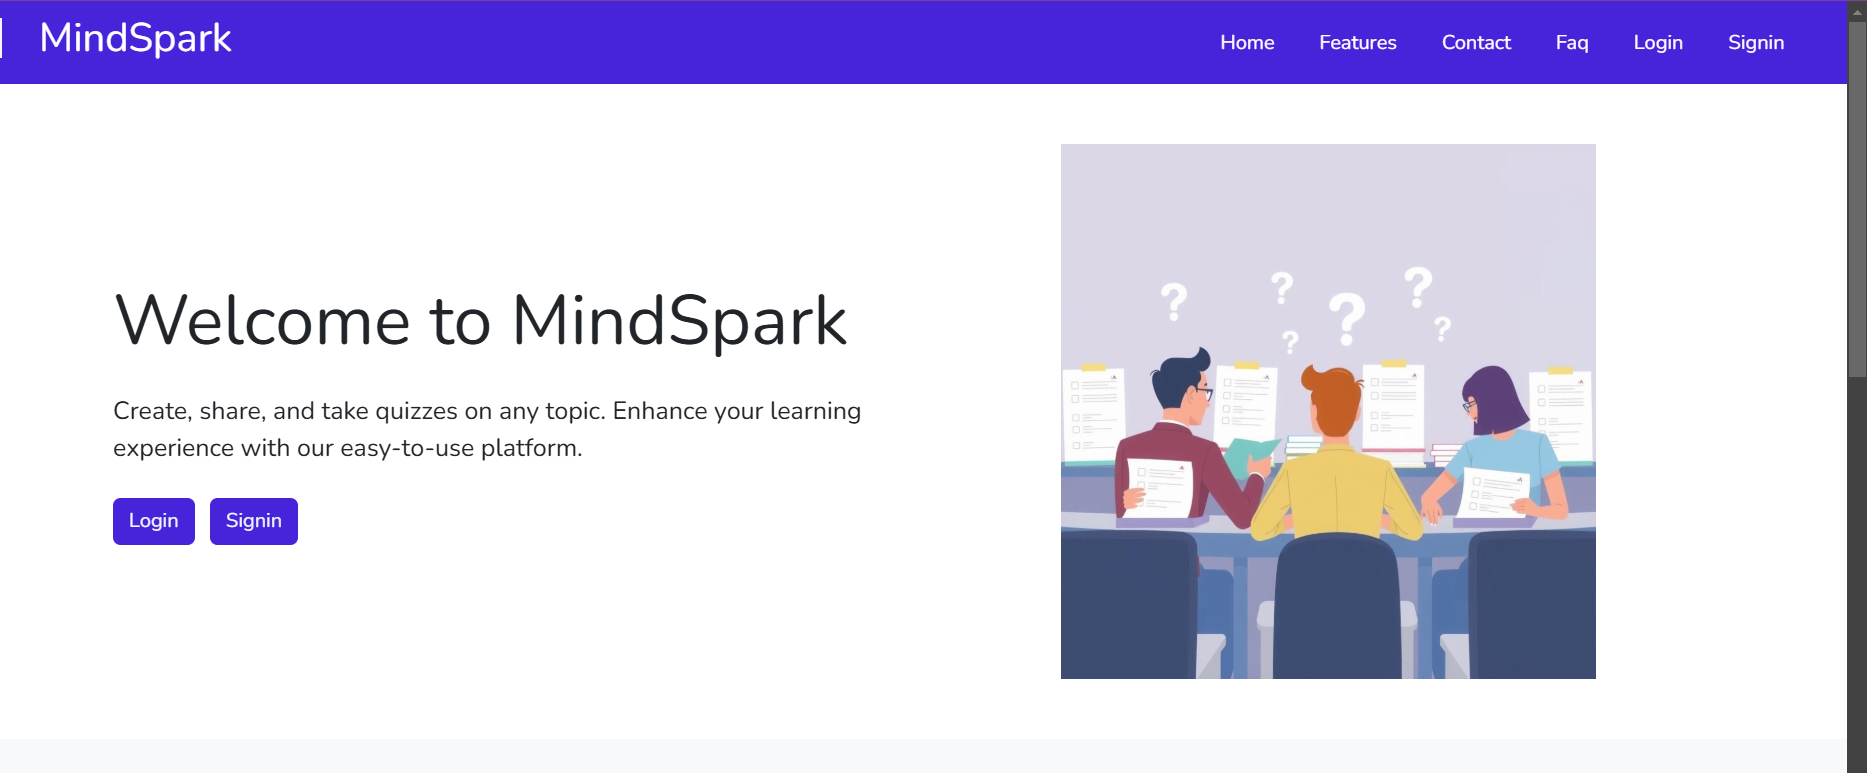 MindSpark
Home Features Contact Faq Login Signin
Welcome to MindSpark
Create, share, and take quizzes on any topic. Enhance your learning
experience with our easy-to-use platform.
Login Signin